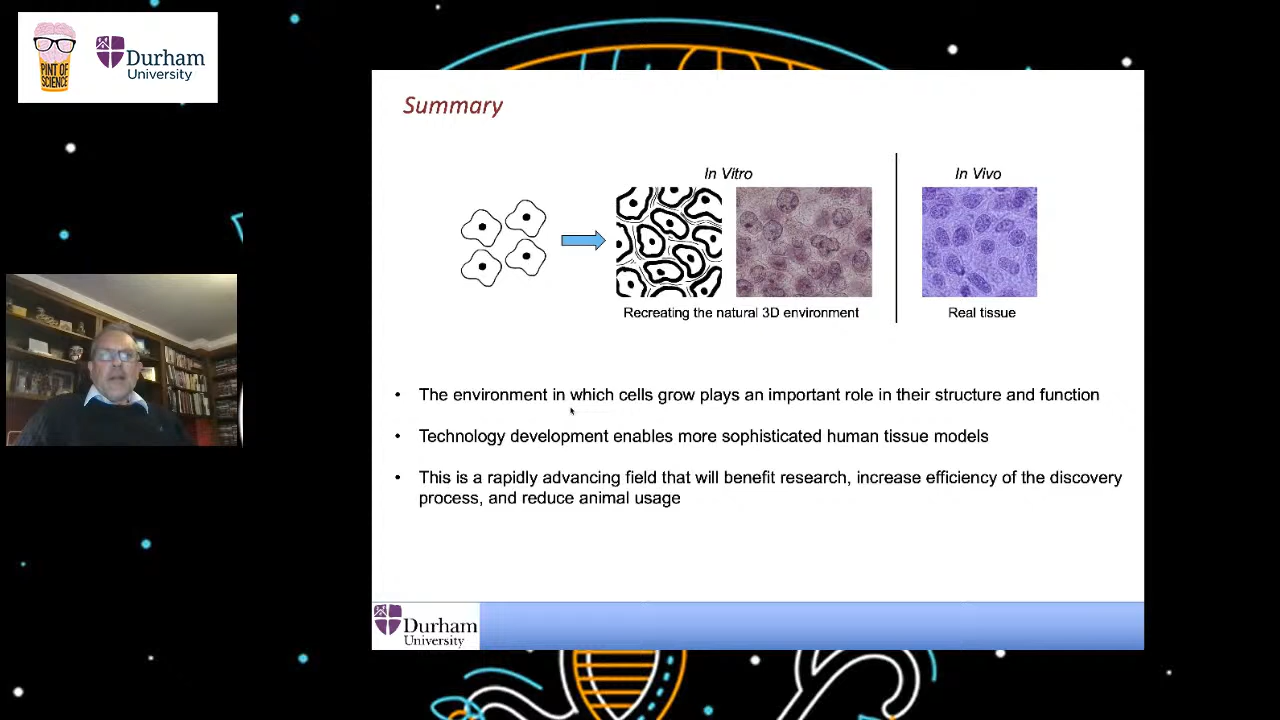 PINT OF
SCIENCE
Durham
University
Summary
In Vitro
In Vivo
Recreating the natural 3D environment
Real tissue
• The environment in which cells grow plays an important role in their structure and function
• Technology development enables more sophisticated human tissue models
• This is a rapidly advancing field that will benefit research, increase efficiency of the discovery
process, and reduce animal usage
Durham
University